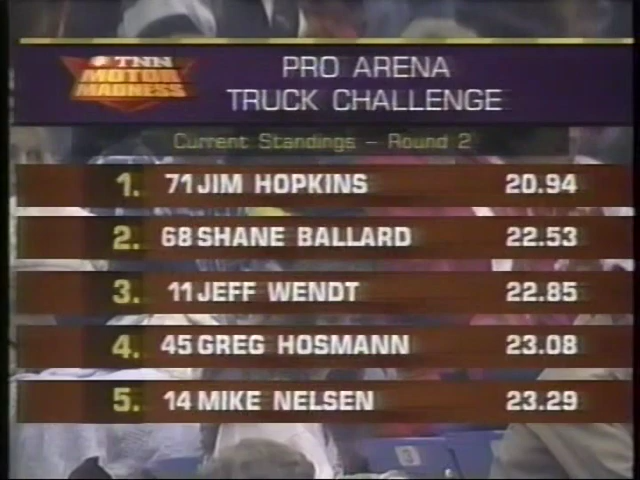 TNN
MOTOR
MADNESS
PRO ARENA
TRUCK CHALLENGE
Current Standings - Round 2
1. 71 JIM HOPKINS 20.94
2. 68 SHANE BALLARD 22.53
3. 11 JEFF WENDT 22.85
4. 45 GREG HOSMANN 23.08
5. 14 MIKE NELSEN 23.29